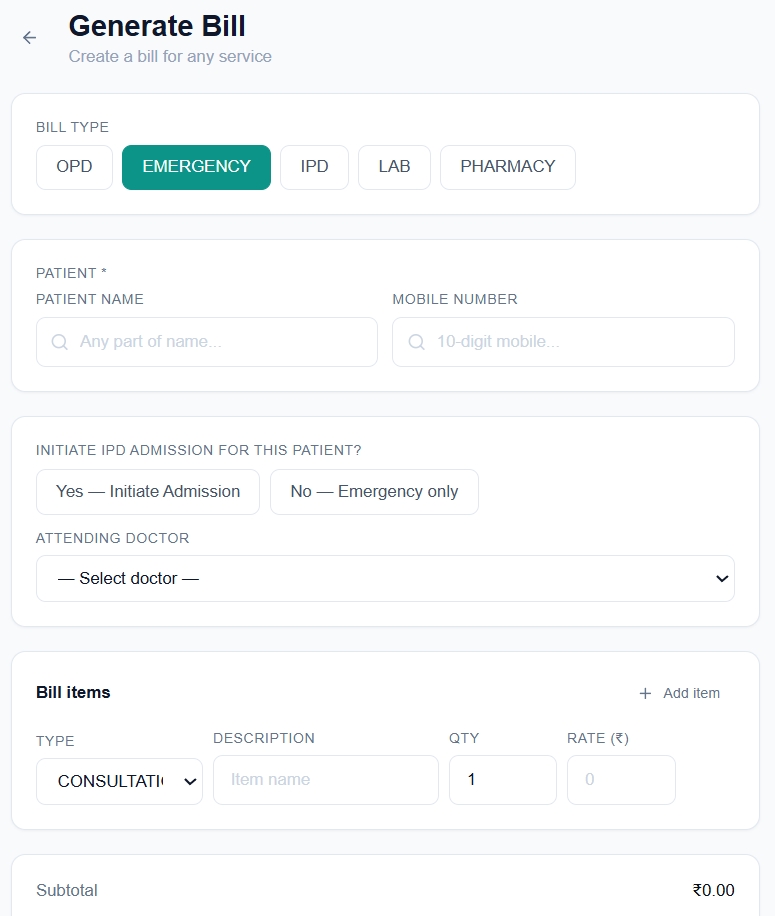 Generate Bill
Create a bill for any service
BILL TYPE
OPD EMERGENCY IPD LAB PHARMACY
PATIENT *
PATIENT NAME MOBILE NUMBER
Any part of name... 10-digit mobile...
INITIATE IPD ADMISSION FOR THIS PATIENT?
Yes — Initiate Admission No — Emergency only
ATTENDING DOCTOR
— Select doctor —
Bill items + Add item
TYPE DESCRIPTION QTY RATE (₹)
CONSULTATI Item name 1 0
Subtotal ₹0.00